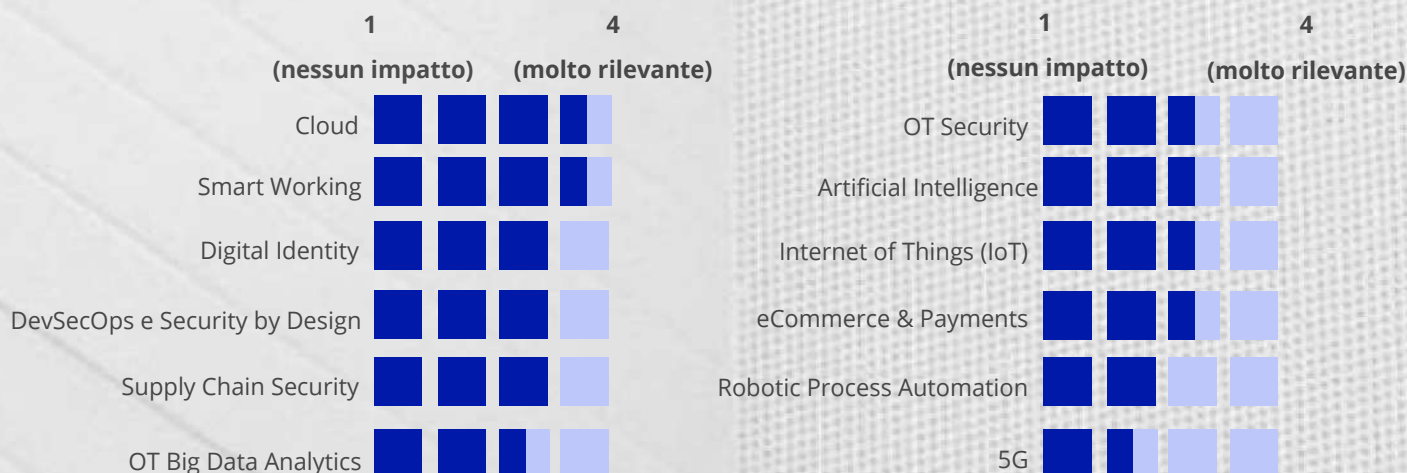 1 4
(nessun impatto) (molto rilevante)
Cloud
Smart Working
Digital Identity
DevSecOps e Security by Design
Supply Chain Security
OT Big Data Analytics
1 4
(nessun impatto) (molto rilevante)
OT Security
Artificial Intelligence
Internet of Things (IoT)
eCommerce & Payments
Robotic Process Automation
5G